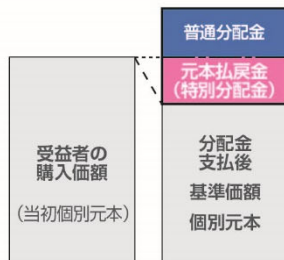 普通分配金
元本払戻金
（特別分配金）
受益者の
購入価額
（当初個別元本）
分配金
支払後
基準価額
個別元本